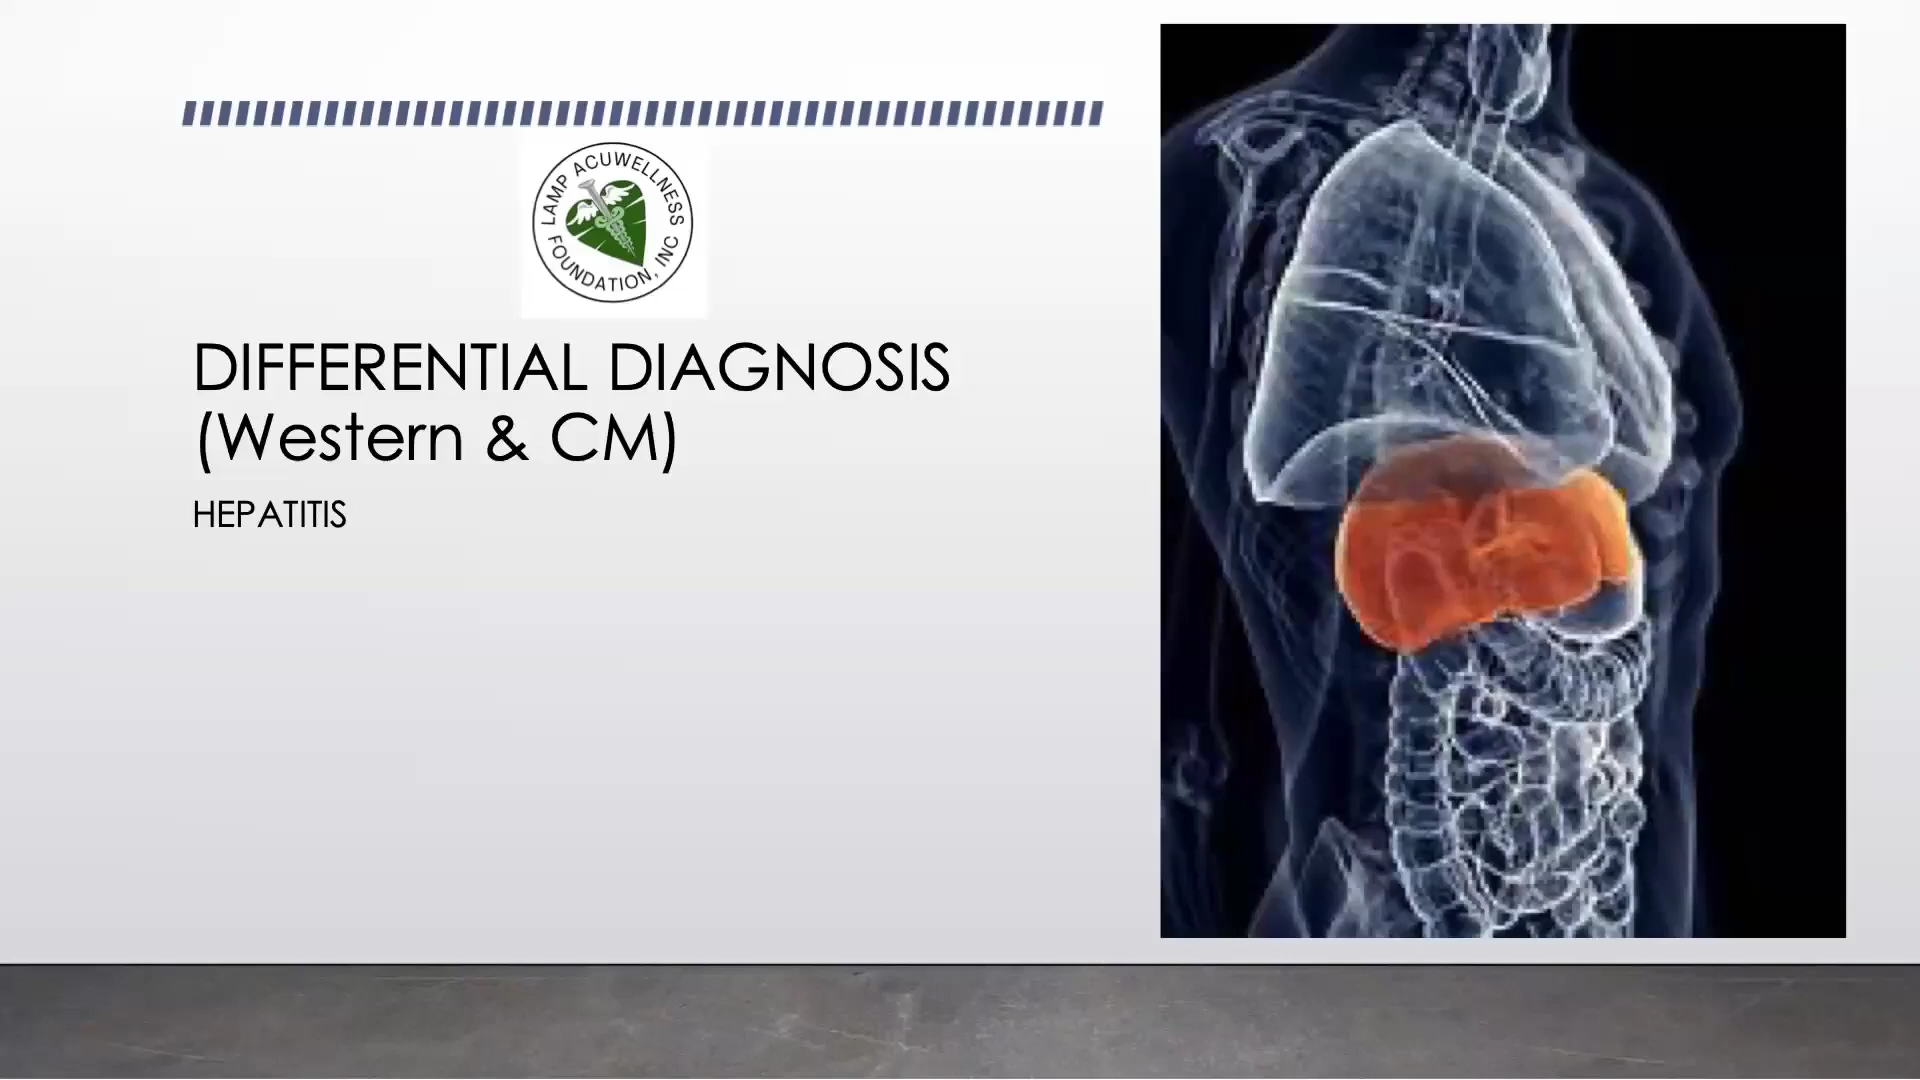 LAMP ACUWELLNESS
FOUNDATION, INC
DIFFERENTIAL DIAGNOSIS
(Western & CM)
HEPATITIS